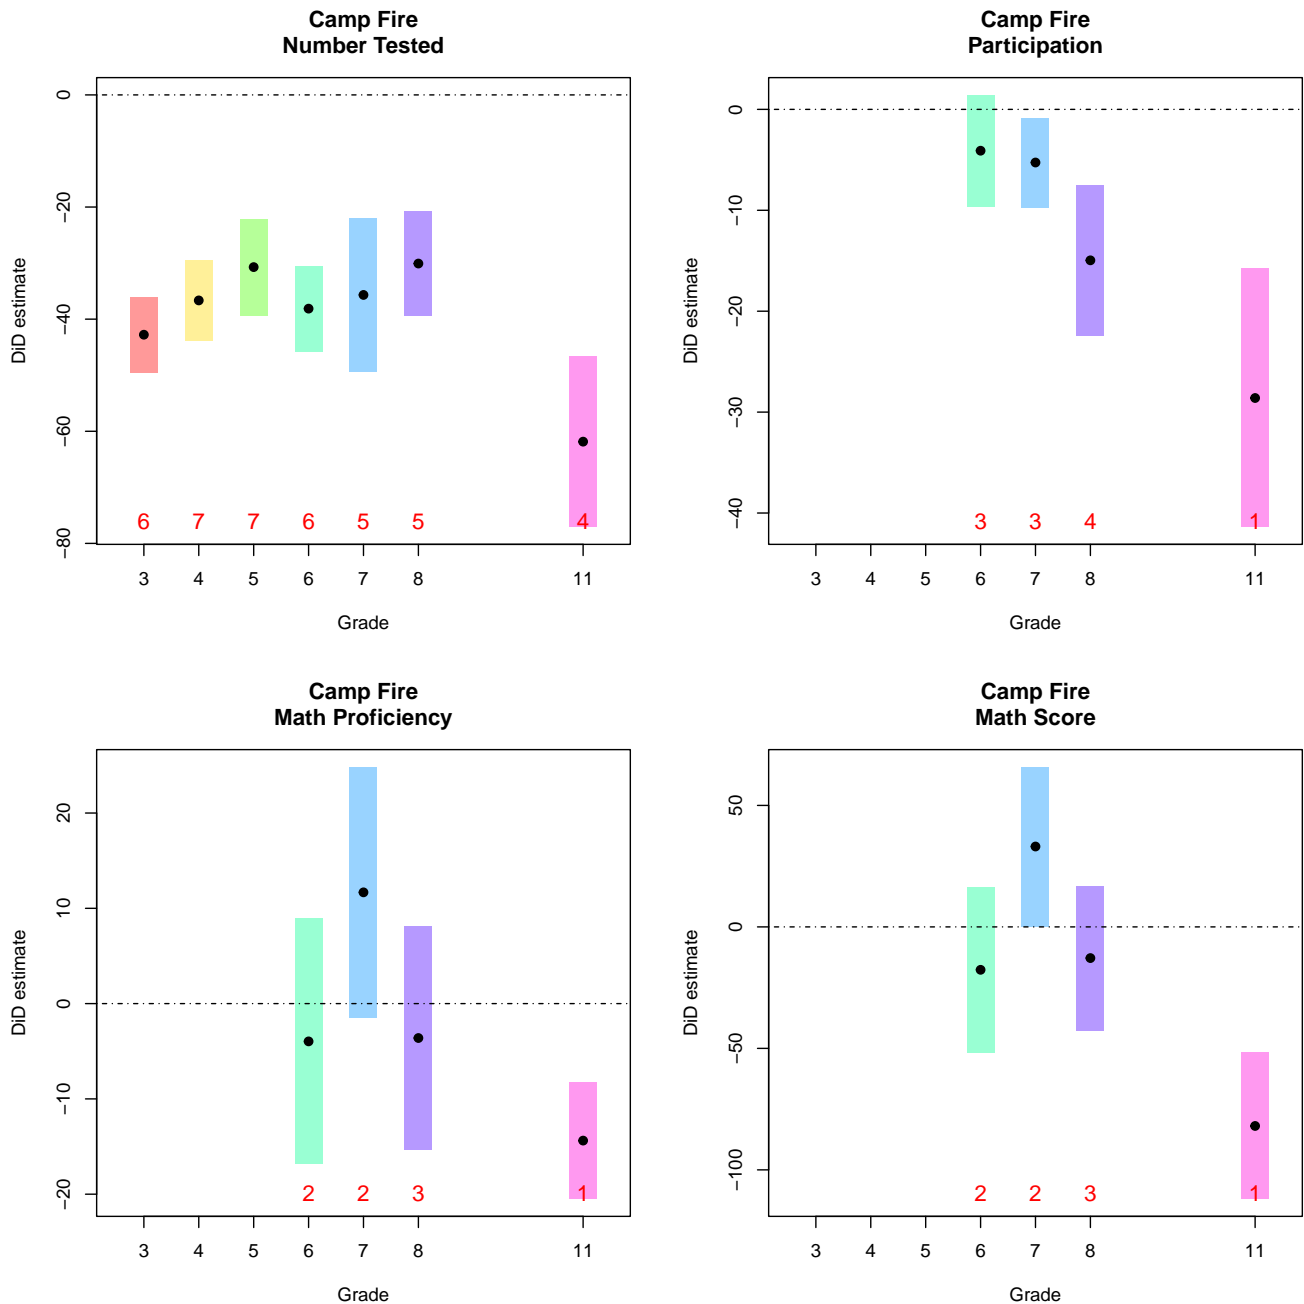 Camp Fire
Number Tested
DiD estimate
0
−20
−40
−60
−80
6 7 7 6 5 5 4
3 4 5 6 7 8 11
Grade
Camp Fire
Participation
DiD estimate
0
−10
−20
−30
−40
3 3 4 1
3 4 5 6 7 8 11
Grade
Camp Fire
Math Proficiency
DiD estimate
20
10
0
−10
−20
2 2 3 1
3 4 5 6 7 8 11
Grade
Camp Fire
Math Score
DiD estimate
50
0
−50
−100
2 2 3 1
3 4 5 6 7 8 11
Grade